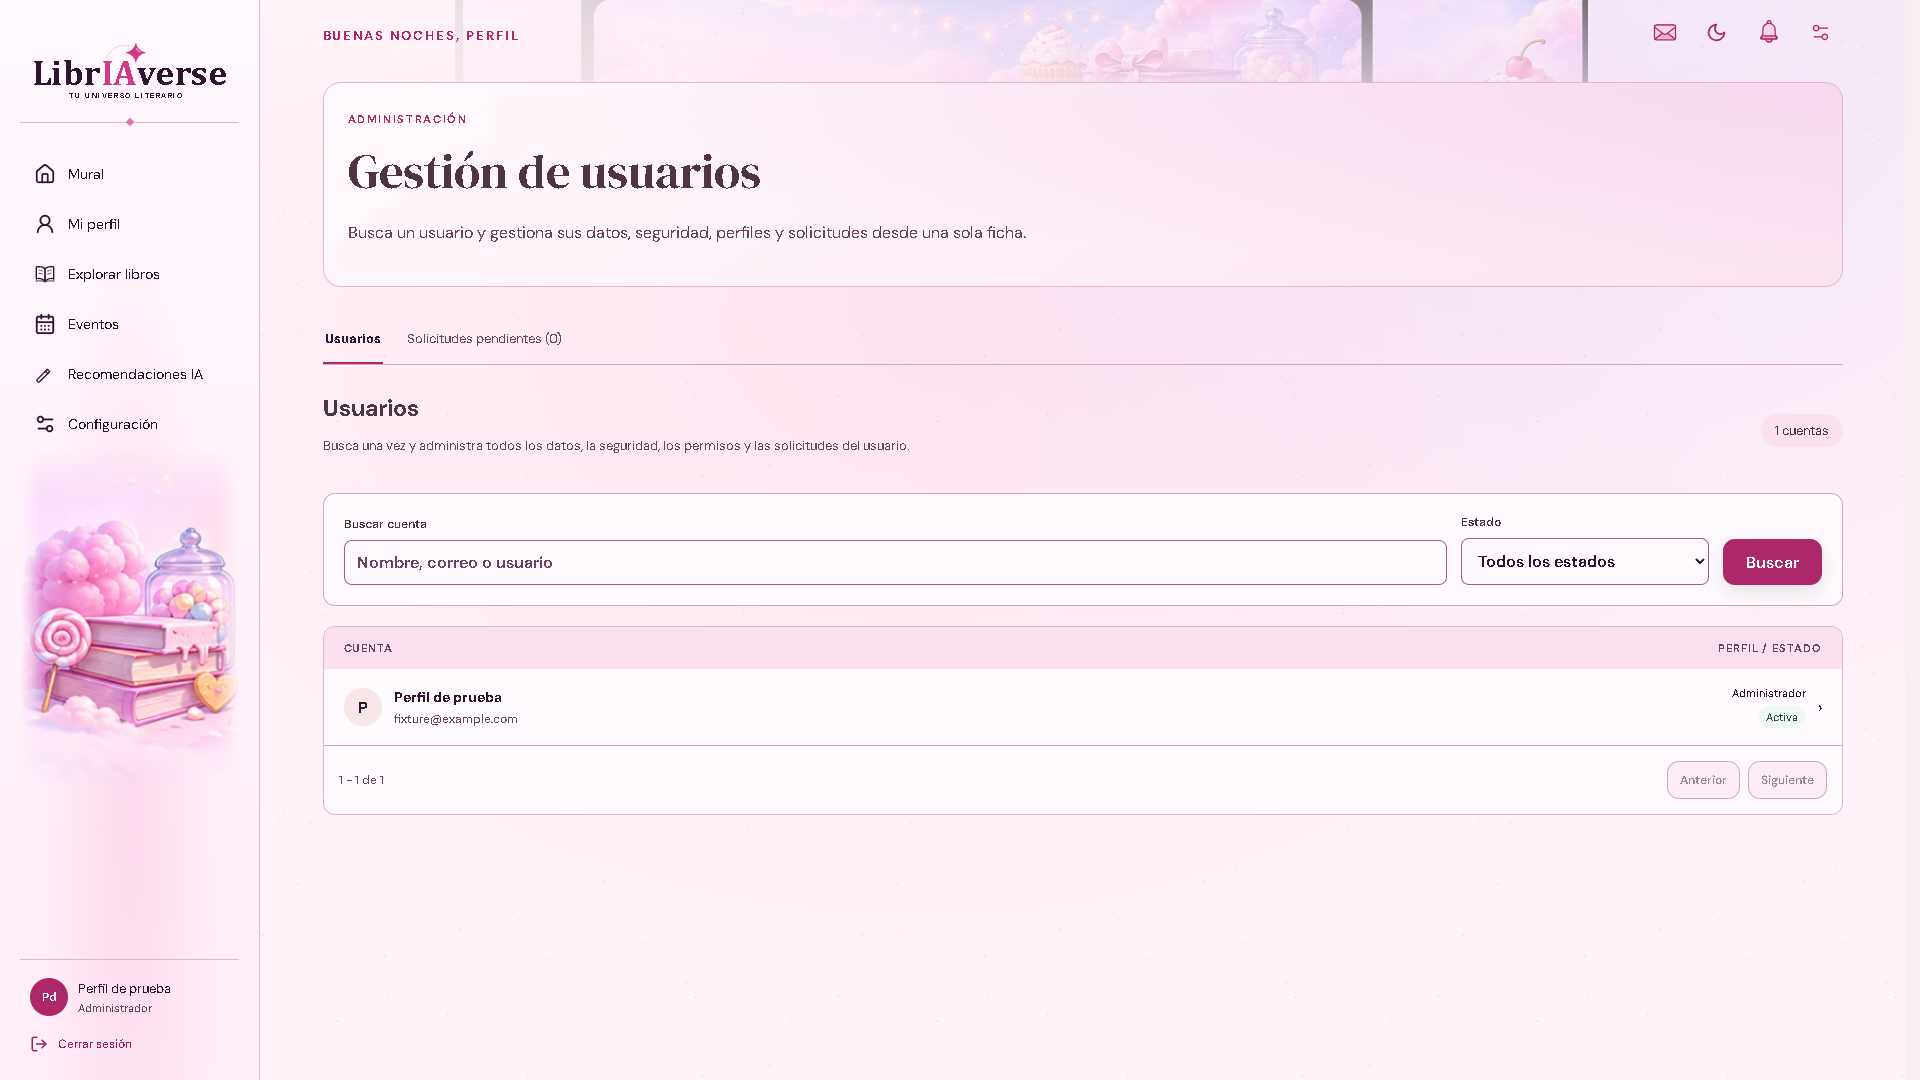 LibrIAverse
TU UNIVERSO LITERARIO
Mural
Mi perfil
Explorar libros
Eventos
Recomendaciones IA
Configuración
Perfil de prueba
Pd
Administrador
Cerrar sesión
BUENAS NOCHES, PERFIL
ADMINISTRACIÓN
Gestión de usuarios
Busca un usuario y gestiona sus datos, seguridad, perfiles y solicitudes desde una sola ficha.
Usuarios
Solicitudes pendientes (0)
Usuarios
Busca una vez y administra todos los datos, la seguridad, los permisos y las solicitudes del usuario.
1 cuentas
Buscar cuenta
Nombre, correo o usuario
Estado
Todos los estados
Buscar
CUENTA
PERFIL / ESTADO
P
Perfil de prueba
fixture@example.com
Administrador
Activa
1 - 1 de 1
Anterior
Siguiente